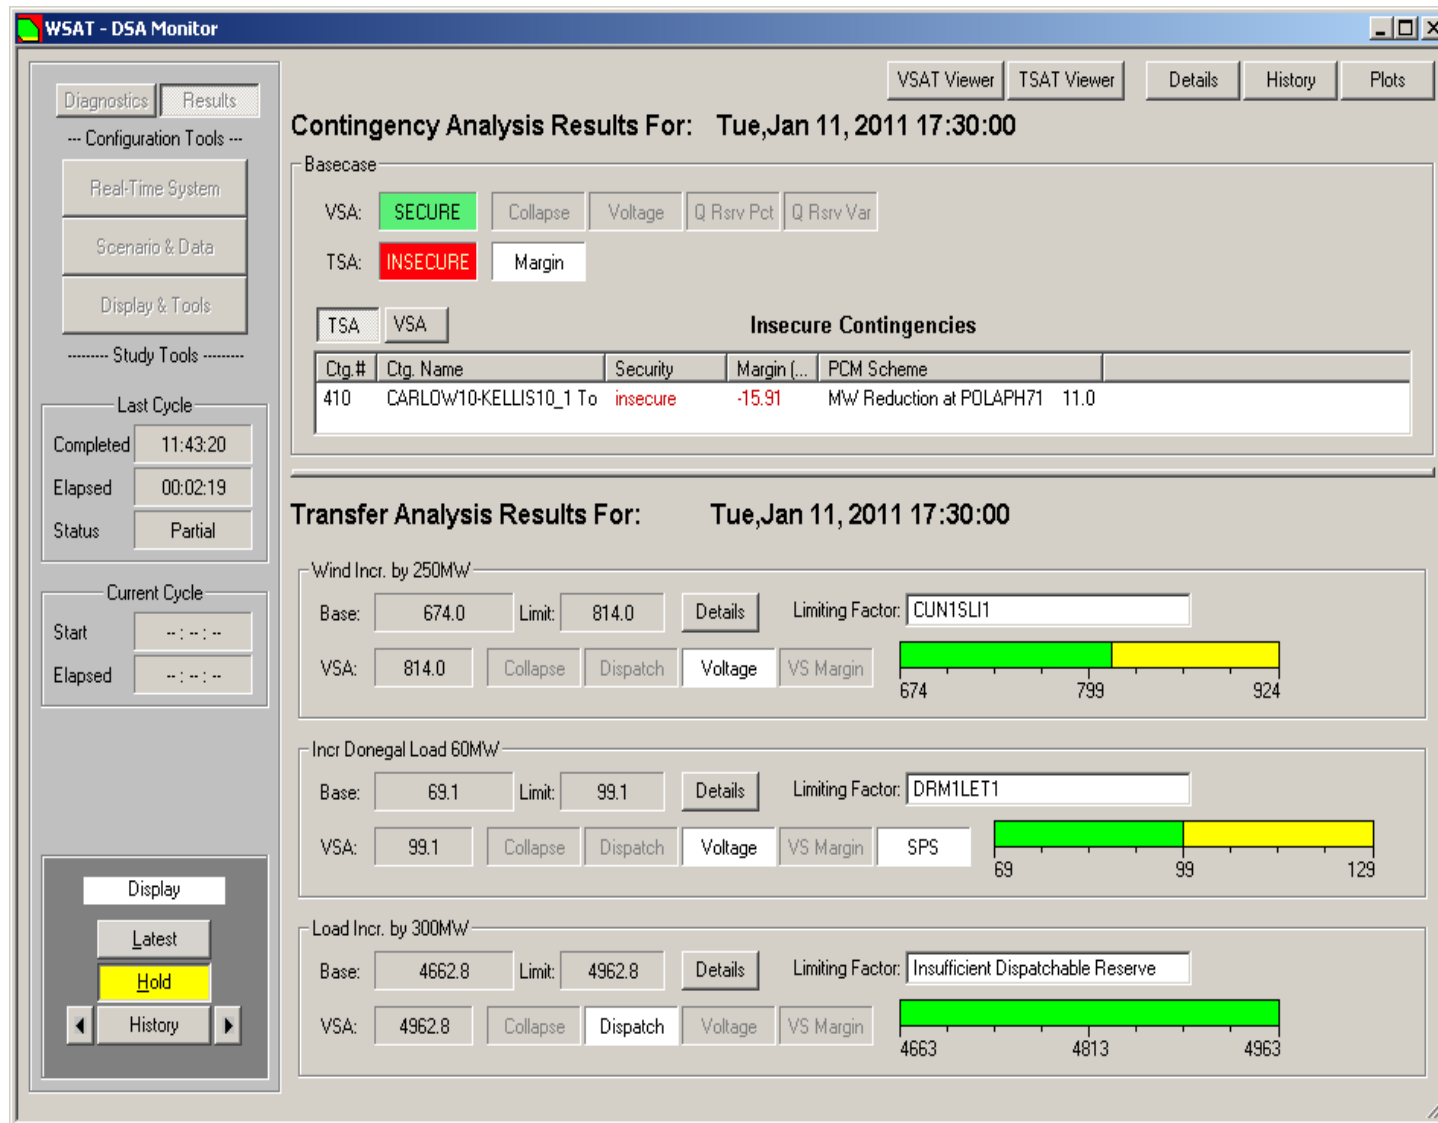 WSAT - DSA Monitor
Diagnostics Results
--- Configuration Tools ---
Real-Time System
Scenario & Data
Display & Tools
--------- Study Tools ---------
Last Cycle
Completed 11:43:20
Elapsed 00:02:19
Status Partial
Current Cycle
Start -- : -- : --
Elapsed -- : -- : --
Display
Latest
Hold
History
VSAT Viewer TSAT Viewer Details History Plots
Contingency Analysis Results For: Tue,Jan 11, 2011 17:30:00
Basecase
VSA: SECURE Collapse Voltage Q Rsrv Pct Q Rsrv Var
TSA: INSECURE Margin
TSA VSA Insecure Contingencies
Ctg.# Ctg. Name Security Margin (... PCM Scheme
410 CARLOW10-KELLIS10_1 To insecure -15.91 MW Reduction at POLAPH71 11.0
Transfer Analysis Results For: Tue,Jan 11, 2011 17:30:00
Wind Incr. by 250MW
Base: 674.0 Limit: 814.0 Details Limiting Factor: CUN1SLI1
VSA: 814.0 Collapse Dispatch Voltage VS Margin
674 799 924
Incr Donegal Load 60MW
Base: 69.1 Limit: 99.1 Details Limiting Factor: DRM1LET1
VSA: 99.1 Collapse Dispatch Voltage VS Margin SPS
69 99 129
Load Incr. by 300MW
Base: 4662.8 Limit: 4962.8 Details Limiting Factor: Insufficient Dispatchable Reserve
VSA: 4962.8 Collapse Dispatch Voltage VS Margin
4663 4813 4963